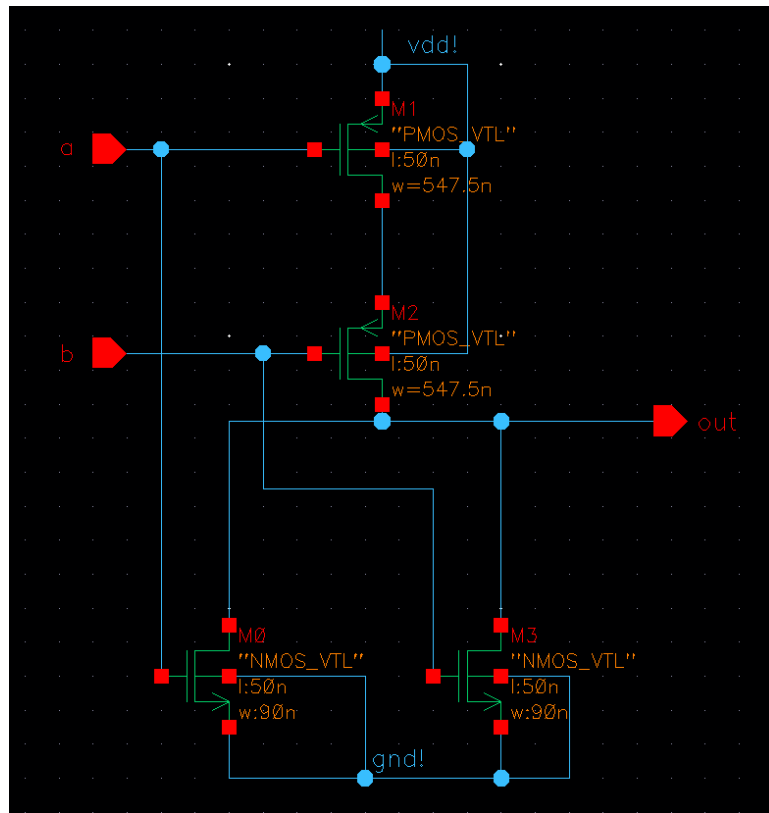 vdd!
M1
"PMOS_VTL"
l:50n
w=547.5n
a
M2
"PMOS_VTL"
l:50n
w=547.5n
b
out
M0
"NMOS_VTL"
l:50n
w:90n
M3
"NMOS_VTL"
l:50n
w:90n
gnd!